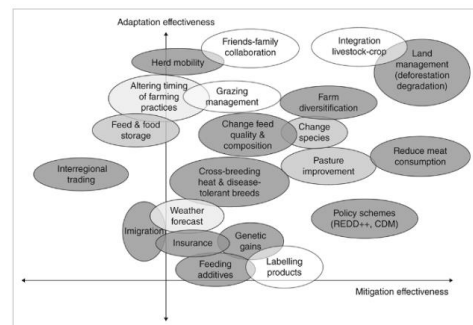 Adaptation effectiveness
Friends-family
collaboration
Integration
livestock-crop
Land
management
(deforestation
degradation)
Herd mobility
Altering timing
of farming
practices
Grazing
management
Farm
diversitfication
Feed & food
storage
Change feed
quality &
composition
Change
species
Reduce meat
consumption
Pasture
improvement
Interregional
trading
Cross-breeding
heat & disease-
tolerant breeds
Weather
forecast
Policy schemes
(REDD++, CDM)
Imigration
Insurance
Genetic
gains
Feeding
additives
Labelling
products
Mitigation effectiveness